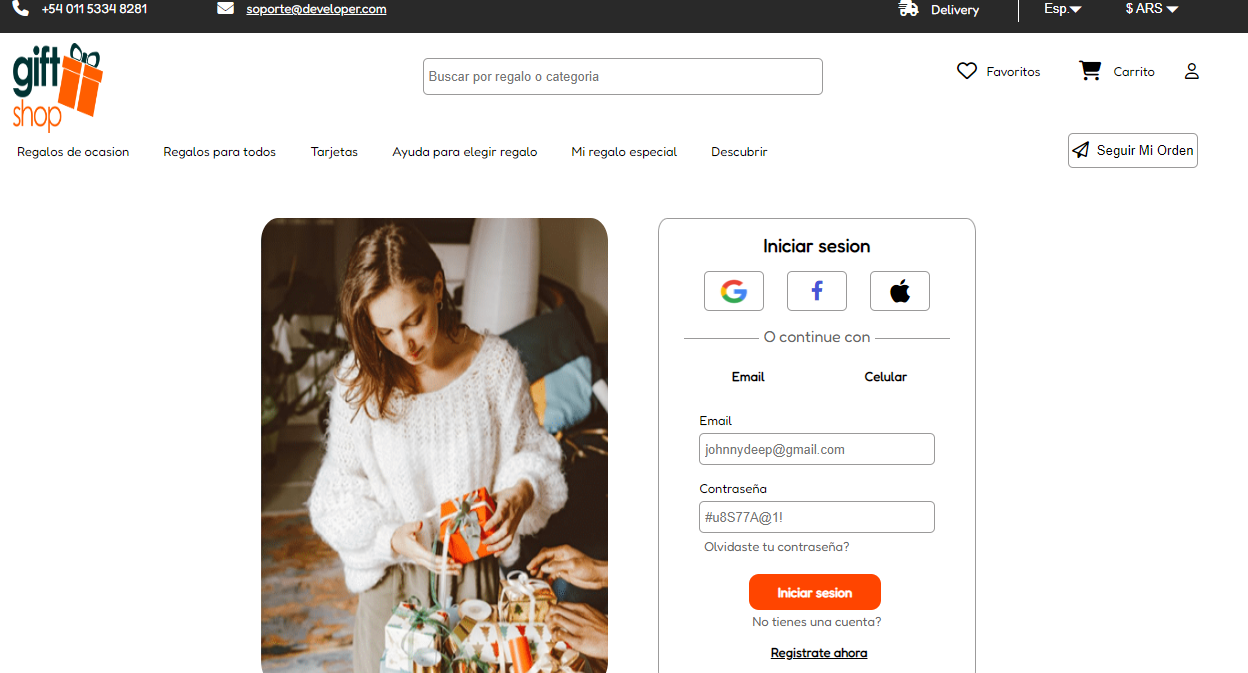 +54 011 5334 8281
soporte@developer.com
Delivery
Esp.
$ ARS
gift
shop
Buscar por regalo o categoria
Favoritos
Carrito
Regalos de ocasion
Regalos para todos
Tarjetas
Ayuda para elegir regalo
Mi regalo especial
Descubrir
Seguir Mi Orden
Iniciar sesion
O continue con
Email
Celular
Email
johnnydeep@gmail.com
Contraseña
#u8S77A@1!
Olvidaste tu contraseña?
Iniciar sesion
No tienes una cuenta?
Registrate ahora